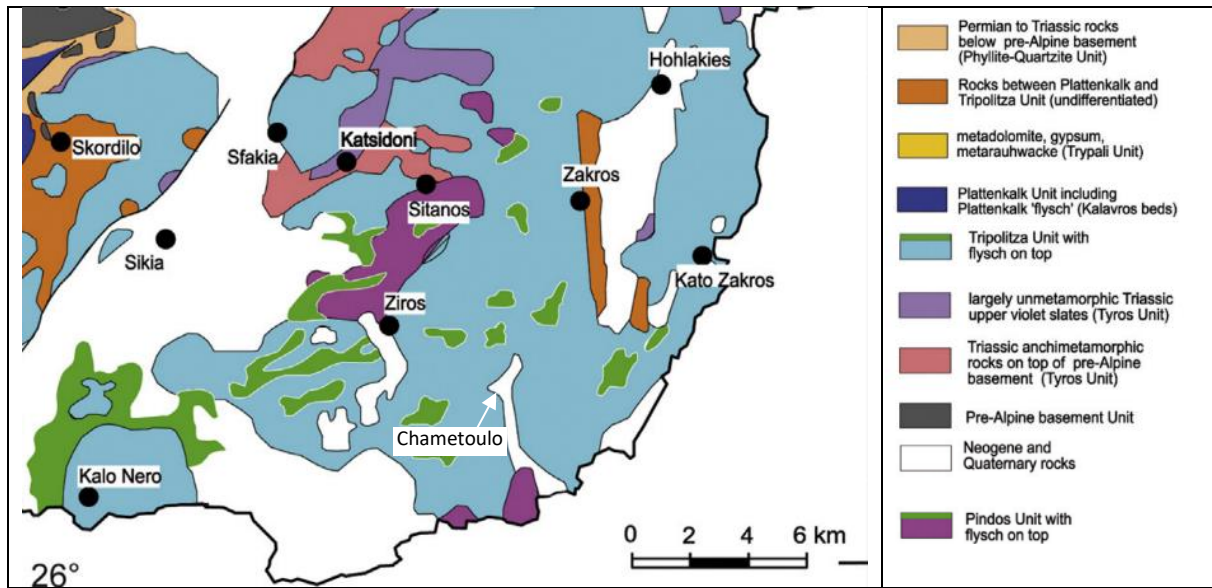 Hohlakies
Skordilo
Sfakia
Katsidoni
Zakros
Sitanos
Sikia
Kato Zakros
Ziros
Chametoulo
Kalo Nero
0 2 4 6 km
26°
Permian to Triassic rocks
below pre-Alpine basement
(Phyllite-Quartzite Unit)
Rocks between Plattenkalk and
Tripolitza Unit (undifferentiated)
metadolomite, gypsum,
metarauhwacke (Trypali Unit)
Plattenkalk Unit including
Plattenkalk 'flysch' (Kalavros beds)
Tripolitza Unit with
flysch on top
largely unmetamorphic Triassic
upper violet slates (Tyros Unit)
Triassic anchimetamorphic
rocks on top of pre-Alpine
basement (Tyros Unit)
Pre-Alpine basement Unit
Neogene and
Quaternary rocks
Pindos Unit with
flysch on top